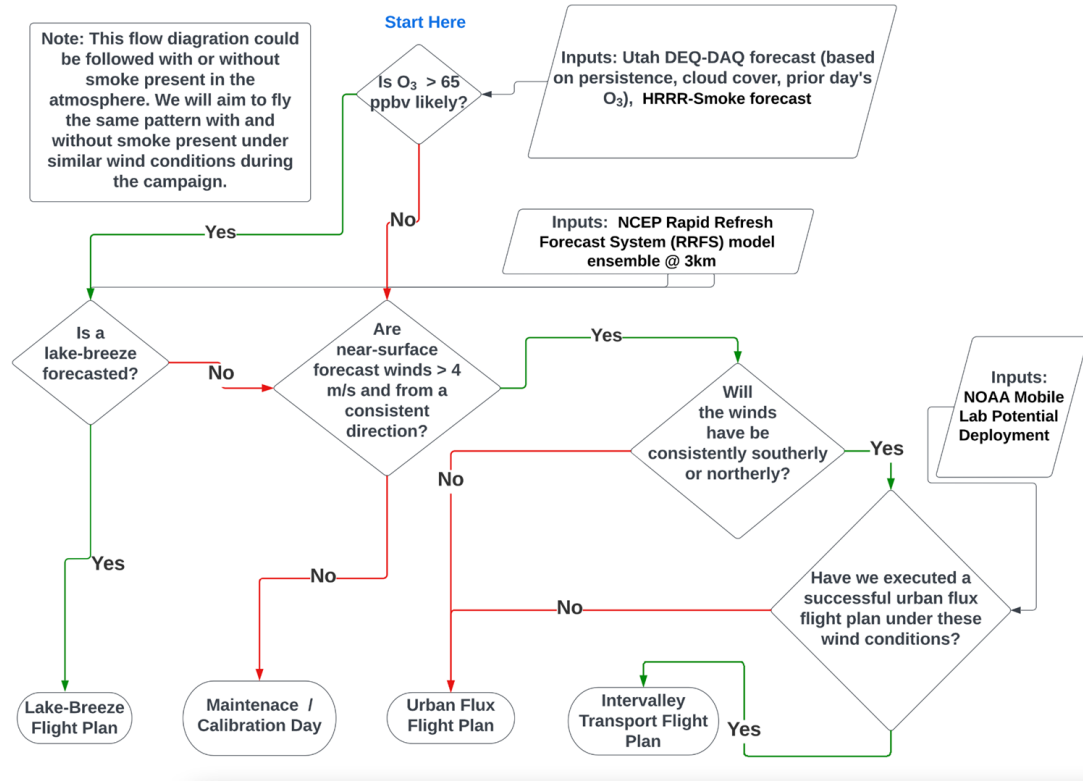 Start Here
Note: This flow diagration could
be followed with or without
smoke present in the
atmosphere. We will aim to fly
the same pattern with and
without smoke present under
similar wind conditions during
the campaign.
Is O₃ > 65
ppbv likely?
Inputs: Utah DEQ-DAQ forecast (based
on persistence, cloud cover, prior day's
O₃), HRRR-Smoke forecast
Yes
No
Inputs: NCEP Rapid Refresh
Forecast System (RRFS) model
ensemble @ 3km
Is a
lake-breeze
forecasted?
No
Are
near-surface
forecast winds > 4
m/s and from a
consistent
direction?
Yes
Will
the winds
have be
consistently southerly
or northerly?
Yes
Inputs:
NOAA Mobile
Lab Potential
Deployment
No
Yes
No
Have we executed a
successful urban flux
flight plan under these
wind conditions?
No
Lake-Breeze
Flight Plan
Maintenace /
Calibration Day
Urban Flux
Flight Plan
Intervalley
Transport Flight
Plan
Yes